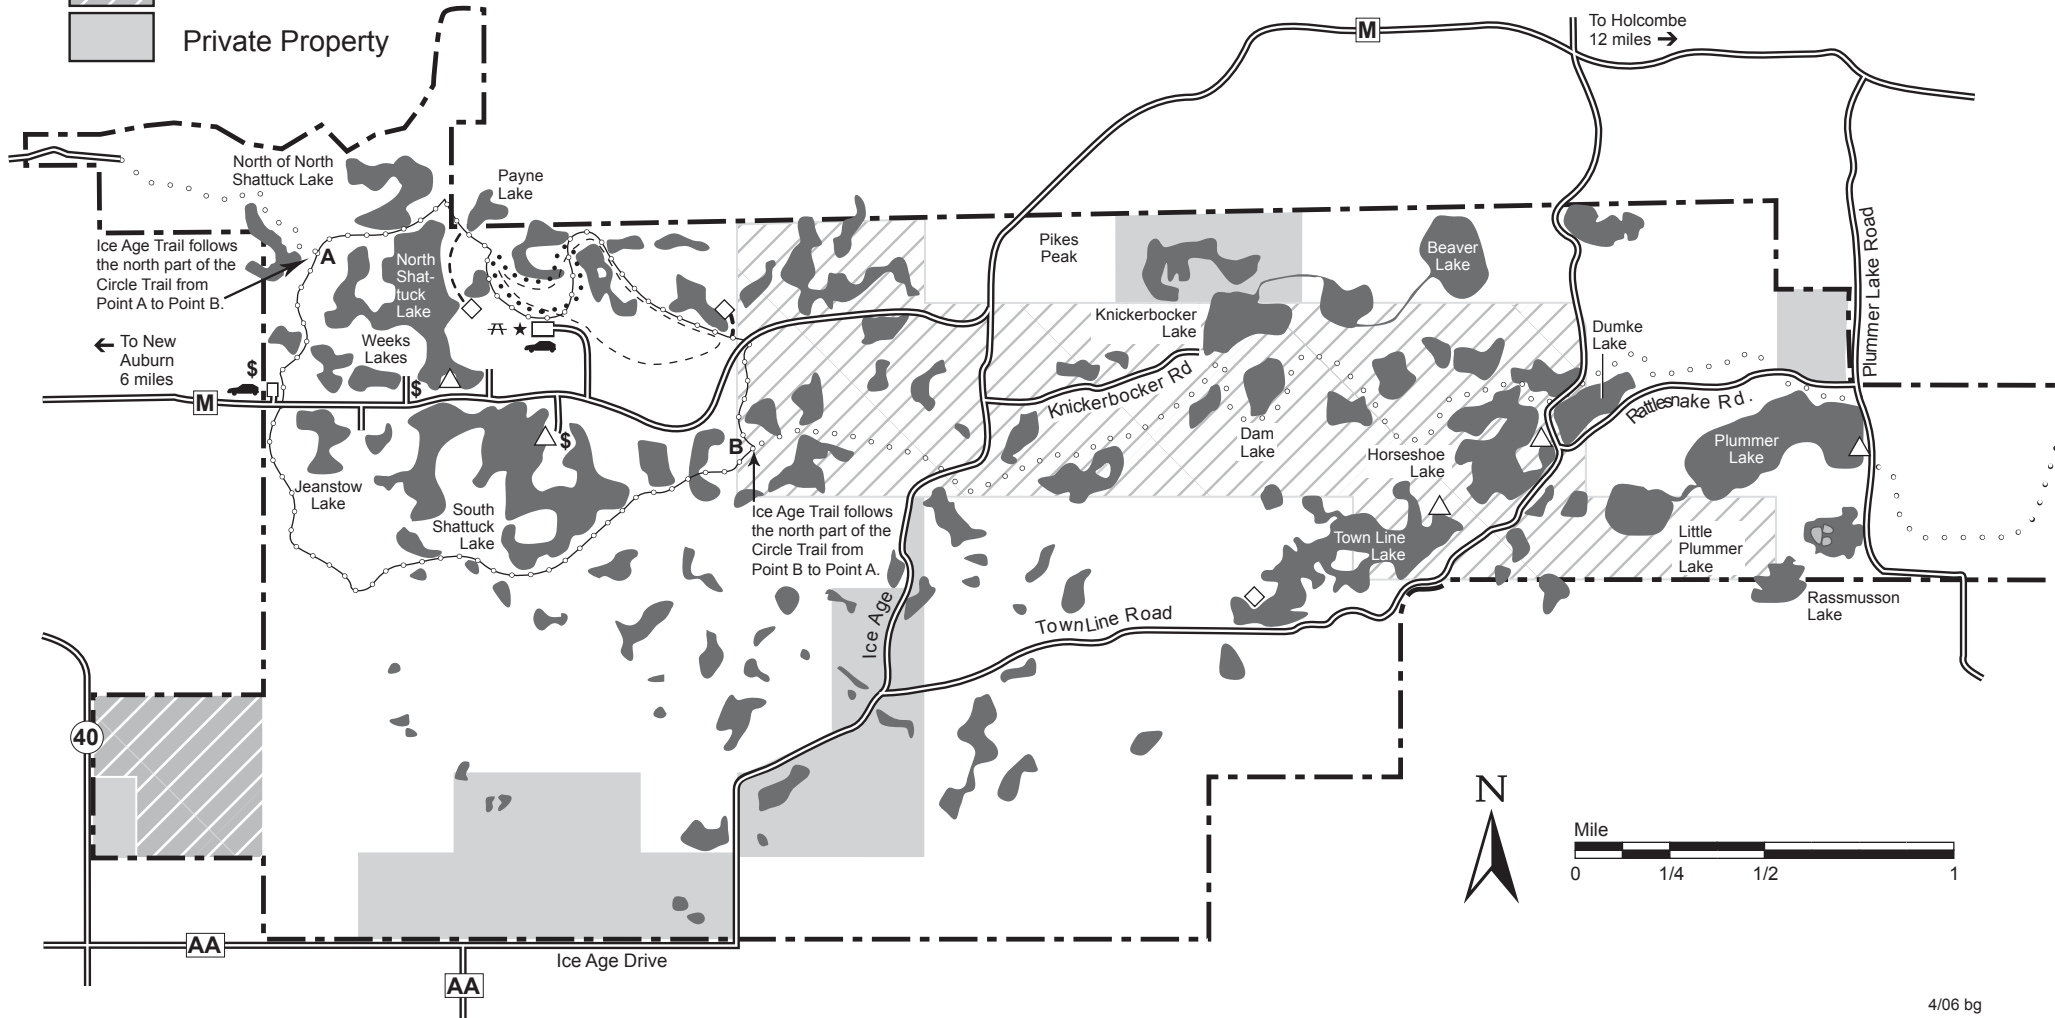 Private Property
M
To Holcombe
12 miles →
North of North
Shattuck Lake
Payne
Lake
Ice Age Trail follows
the north part of the
Circle Trail from
Point A to Point B.
A
North
Shat-
tuck
Lake
Pikes
Peak
Beaver
Lake
Plummer Lake Road
← To New
Auburn
6 miles
Weeks
Lakes
Knickerbocker
Lake
Dumke
Lake
$
$
M
Knickerbocker Rd
Rattlesnake Rd.
$
B
Dam
Lake
Horseshoe
Lake
Plummer
Lake
Jeanstow
Lake
South
Shattuck
Lake
Ice Age Trail follows
the north part of the
Circle Trail from
Point B to Point A.
Town Line
Lake
Little
Plummer
Lake
Rassmusson
Lake
Ice Age
Town Line Road
40
N
Mile
0 1/4 1/2 1
AA
Ice Age Drive
AA
4/06 bg